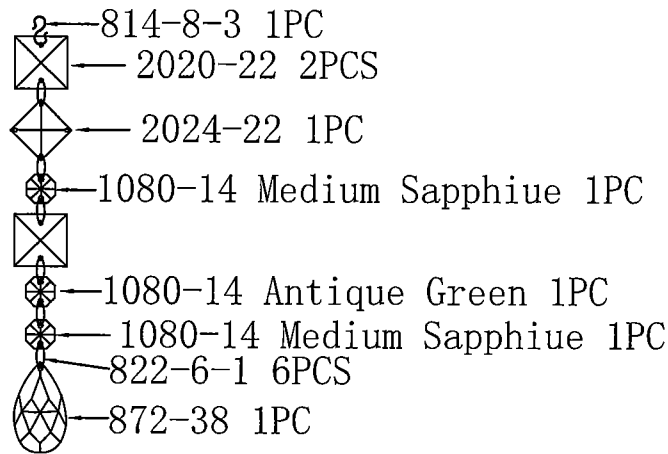 814-8-3 1PC
2020-22 2PCS
2024-22 1PC
1080-14 Medium Sapphiue 1PC
1080-14 Antique Green 1PC
1080-14 Medium Sapphiue 1PC
822-6-1 6PCS
872-38 1PC